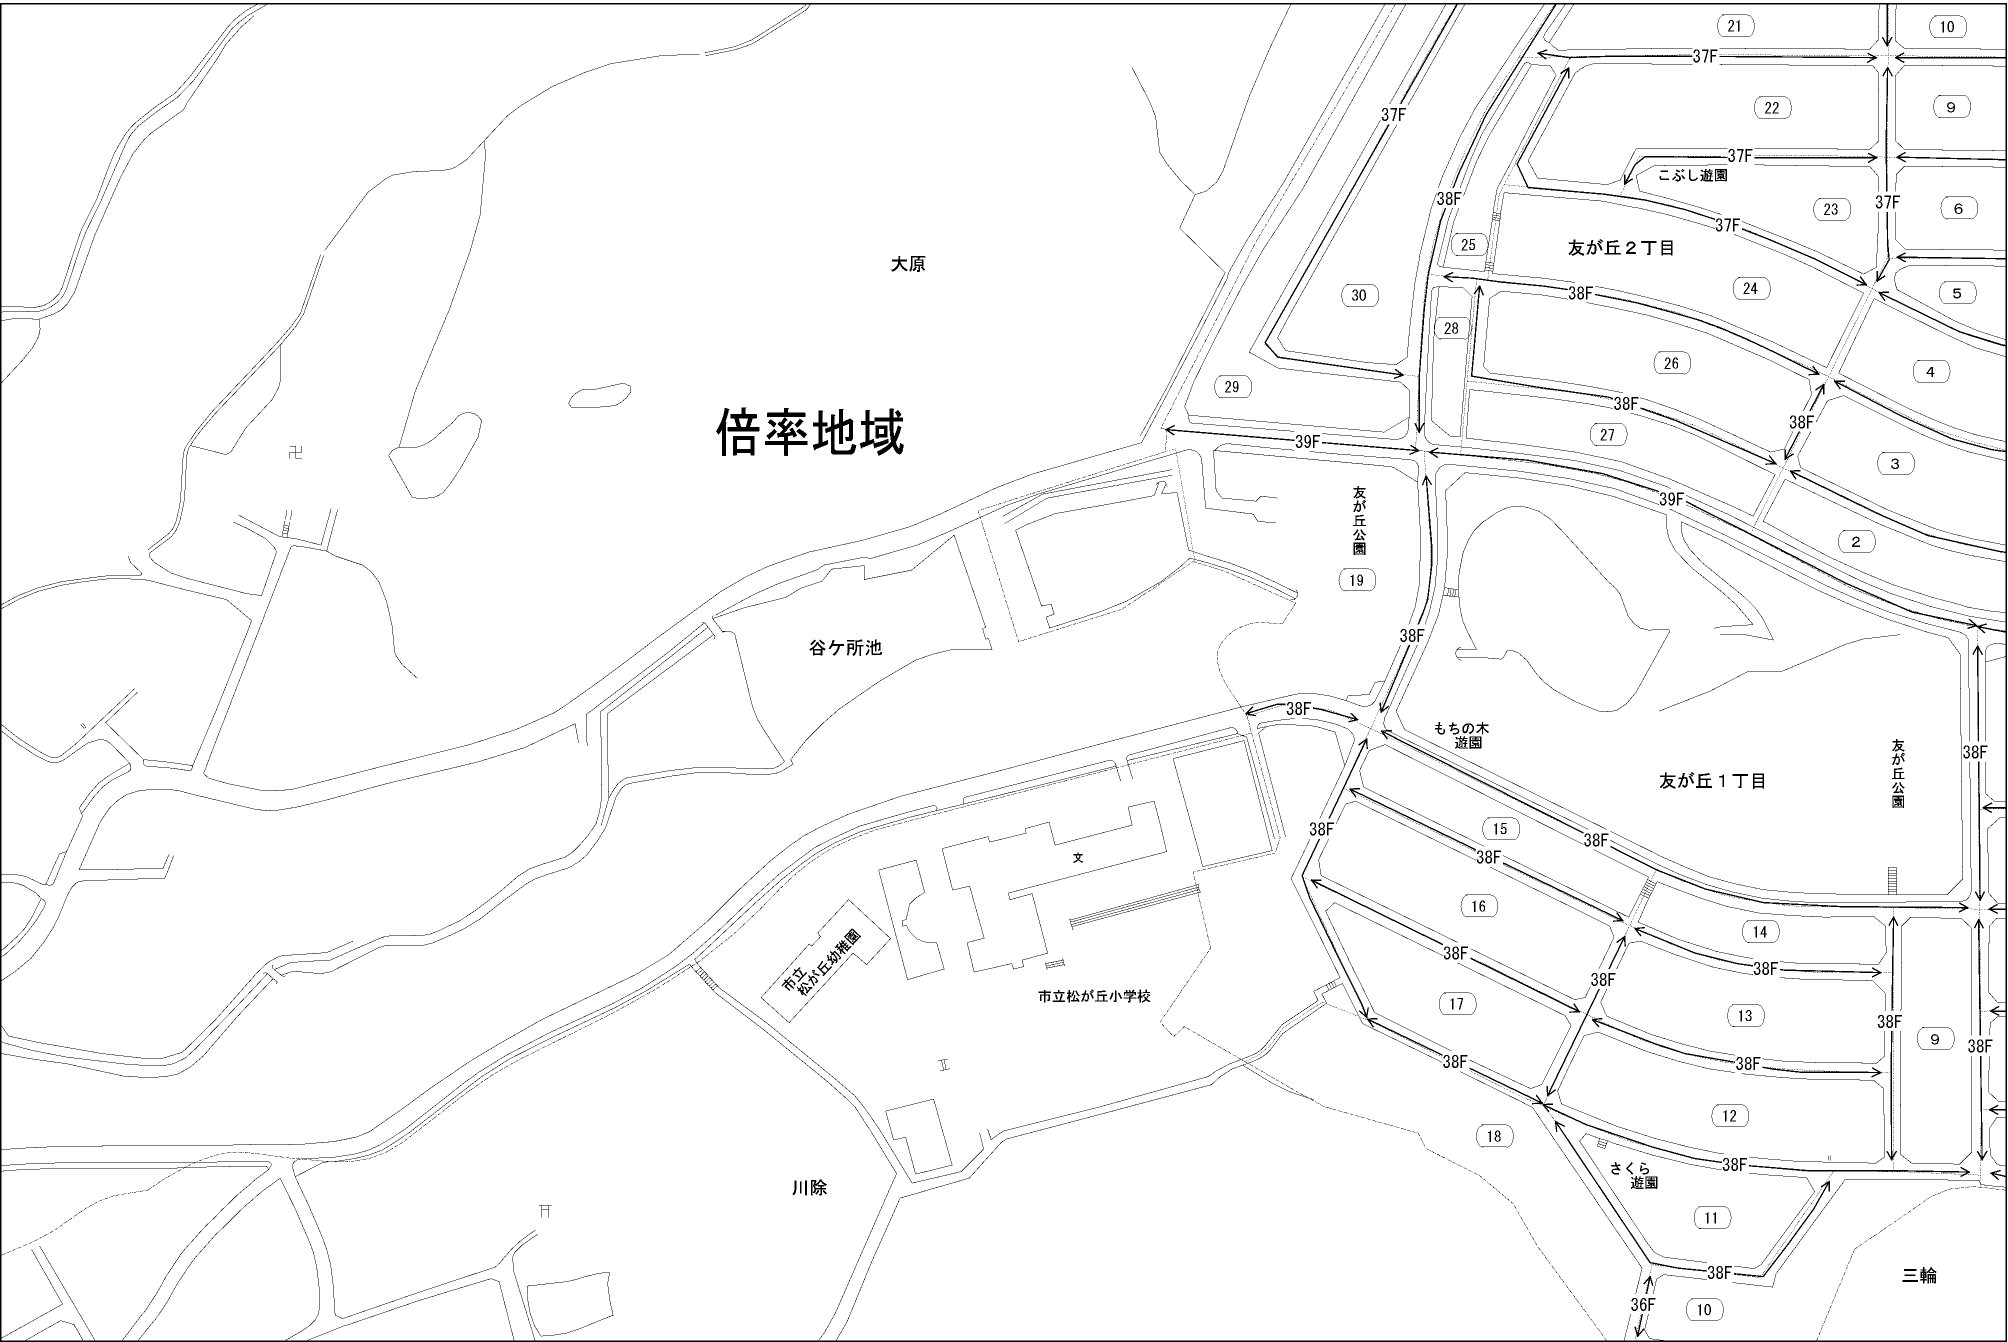 21
10
37F
37F
22
9
37F
こぶし遊園
38F
23
37F
6
37F
25
友が丘２丁目
大原
24
5
38F
30
28
26
4
29
38F
38F
27
倍率地域
39F
3
卍
39F
友が丘公園
2
19
38F
谷ケ所池
38F
もちの木
遊園
38F
友が丘公園
友が丘１丁目
15
38F
38F
38F
文
16
14
市立
松が丘幼稚園
38F
38F
38F
市立松が丘小学校
17
13
38F
9
38F
38F
38F
12
18
38F
さくら
遊園
川除
11
38F
三輪
36F
10